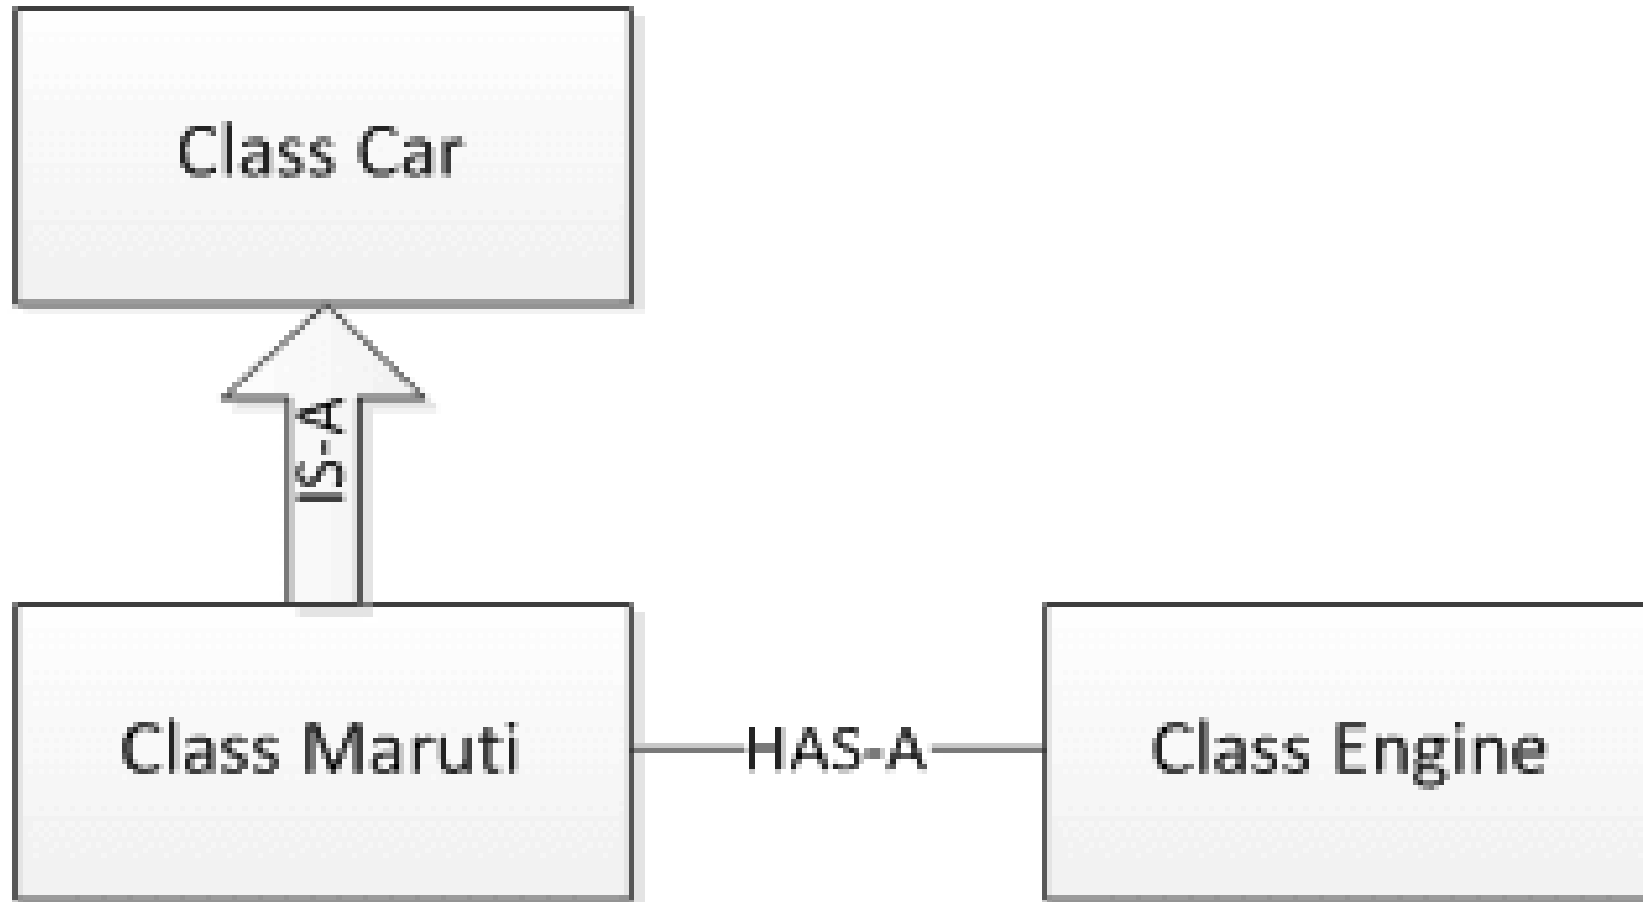 Class Car
IS-A
Class Maruti
HAS-A
Class Engine